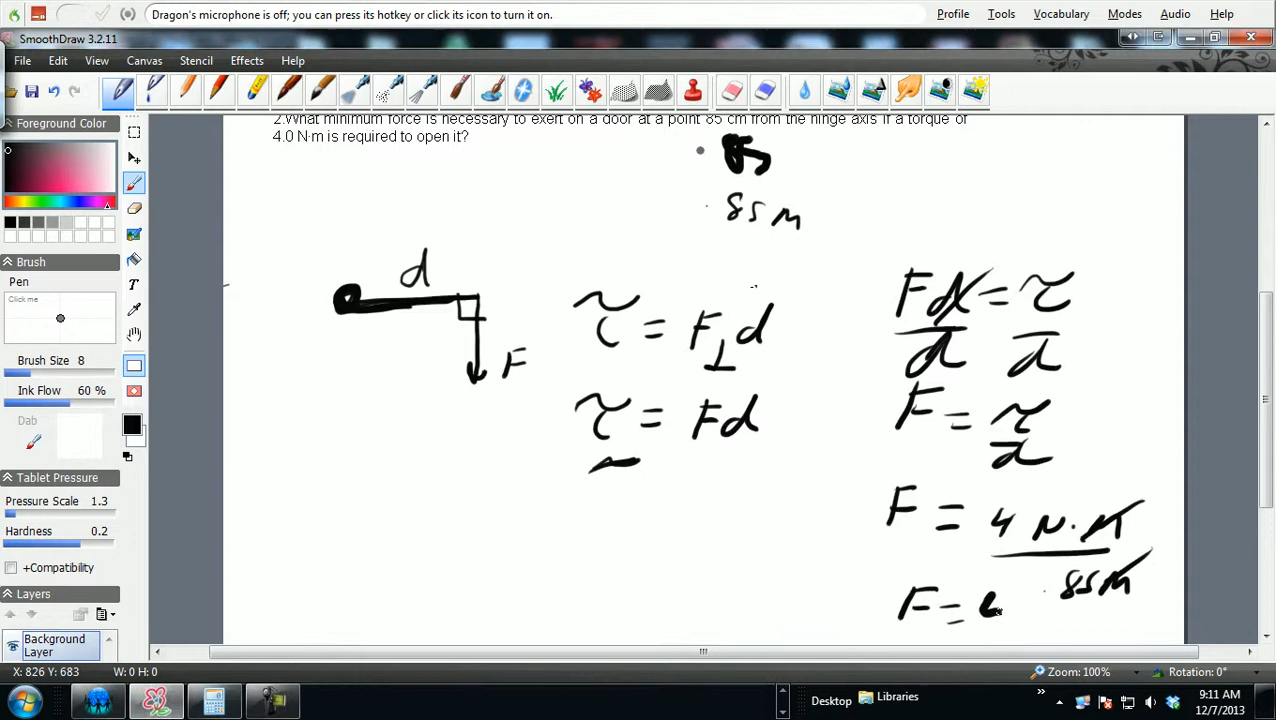 Dragon's microphone is off; you can press its hotkey or click its icon to turn it on.
Profile Tools Vocabulary Modes Audio Help
SmoothDraw 3.2.11
File Edit View Canvas Stencil Effects Help
Foreground Color
Brush
Pen
Click me
Brush Size 8
Ink Flow 60 %
Dab
Tablet Pressure
Pressure Scale 1.3
Hardness 0.2
+Compatibility
Layers
Background Layer
2.What minimum force is necessary to exert on a door at a point 85 cm from the hinge axis if a torque of
4.0 N·m is required to open it?
.85 m
d
F
τ = F⊥d
τ = Fd
Fd = τ
d d
F = τ
d
F = 4 N·m
.85m
F =
X: 826 Y: 683 W: 0 H: 0
Zoom: 100% Rotation: 0°
Desktop Libraries
9:11 AM
12/7/2013